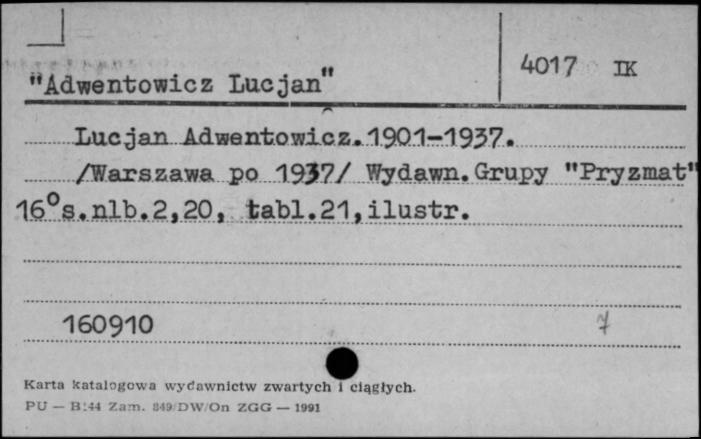 4017 IK
"Adwentowicz Lucjan"
Lucjan Adwentowicz.1901-1937.
/Warszawa po 1937/ Wydawn.Grupy "Pryzmat"
16°s.nlb.2,20, tabl.21,ilustr.
160910 7
Karta katalogowa wydawnictw zwartych i ciągłych.
PU — B/44 Zam. 849/DW/On ZGG — 1991